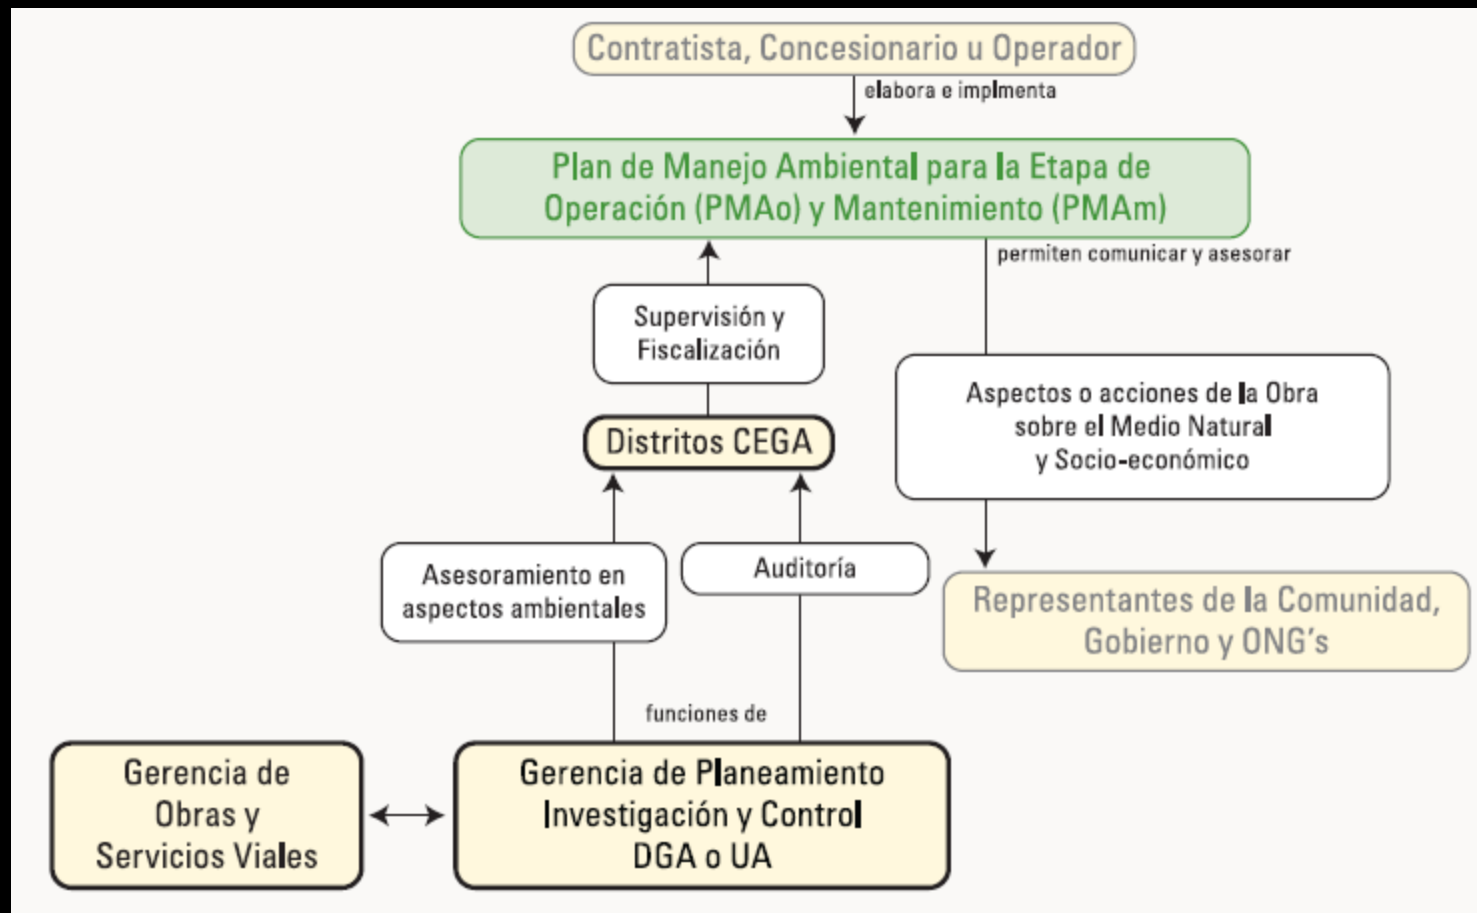 Contratista, Concesionario u Operador
elabora e implmenta
Plan de Manejo Ambiental para la Etapa de
Operación (PMAo) y Mantenimiento (PMAm)
permiten comunicar y asesorar
Supervisión y
Fiscalización
Aspectos o acciones de la Obra
sobre el Medio Natural
y Socio-económico
Distritos CEGA
Asesoramiento en
aspectos ambientales
Auditoría
Representantes de la Comunidad,
Gobierno y ONG's
funciones de
Gerencia de
Obras y
Servicios Viales
Gerencia de Planeamiento
Investigación y Control
DGA o UA